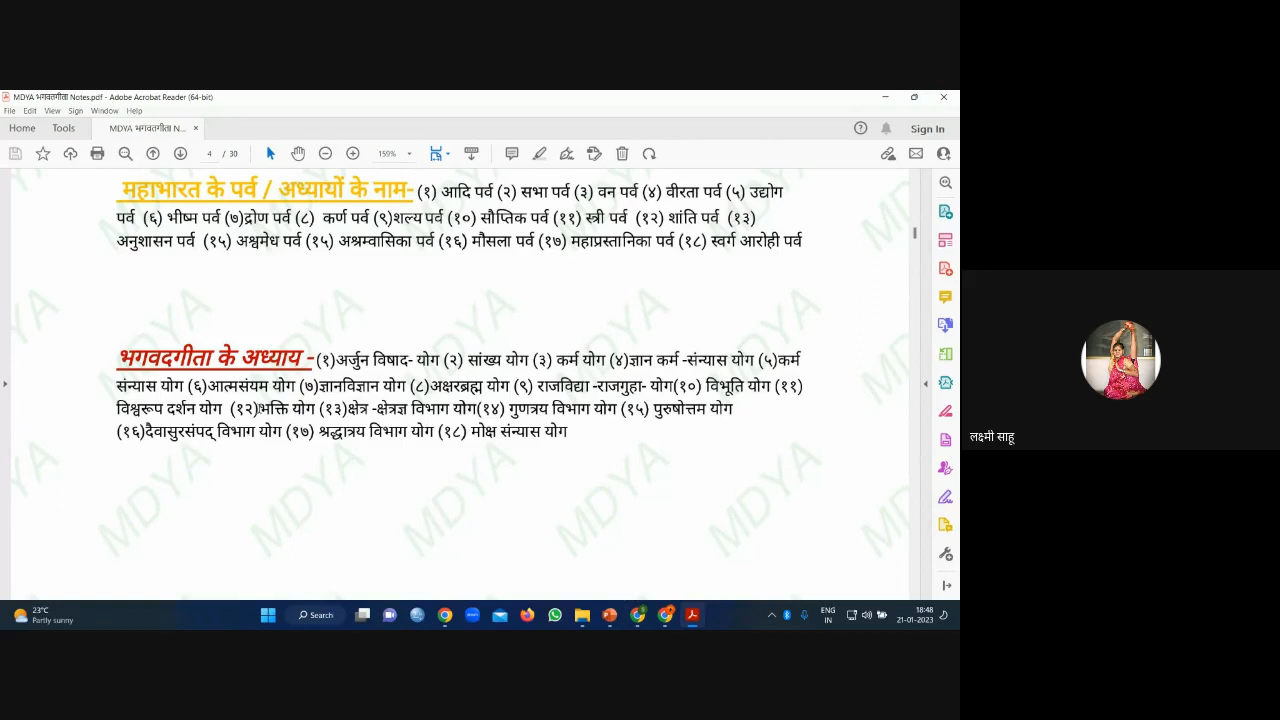 MDYA भगवतगीता Notes.pdf - Adobe Acrobat Reader (64-bit)
File Edit View Sign Window Help
Home Tools MDYA भगवतगीता N... × Sign In
4 / 30 159%
महाभारत के पर्व / अध्यायों के नाम- (१) आदि पर्व (२) सभा पर्व (३) वन पर्व (४) वीरता पर्व (५) उद्योग
पर्व (६) भीष्म पर्व (७)द्रोण पर्व (८) कर्ण पर्व (९)शल्य पर्व (१०) सौप्तिक पर्व (११) स्त्री पर्व (१२) शांति पर्व (१३)
अनुशासन पर्व (१५) अश्वमेध पर्व (१५) अश्रम्वासिका पर्व (१६) मौसला पर्व (१७) महाप्रस्तानिका पर्व (१८) स्वर्ग आरोही पर्व
भगवदगीता के अध्याय - (१)अर्जुन विषाद- योग (२) सांख्य योग (३) कर्म योग (४)ज्ञान कर्म -संन्यास योग (५)कर्म
संन्यास योग (६)आत्मसंयम योग (७)ज्ञानविज्ञान योग (८)अक्षरब्रह्म योग (९) राजविद्या -राजगुहा- योग(१०) विभूति योग (११)
विश्वरूप दर्शन योग (१२)भक्ति योग (१३)क्षेत्र -क्षेत्रज्ञ विभाग योग(१४) गुणत्रय विभाग योग (१५) पुरुषोत्तम योग
(१६)दैवासुरसंपद् विभाग योग (१७) श्रद्धात्रय विभाग योग (१८) मोक्ष संन्यास योग
MDYA MDYA MDYA MDYA MDYA
लक्ष्मी साहू
23°C
Partly sunny
Search
ENG
IN
18:48
21-01-2023